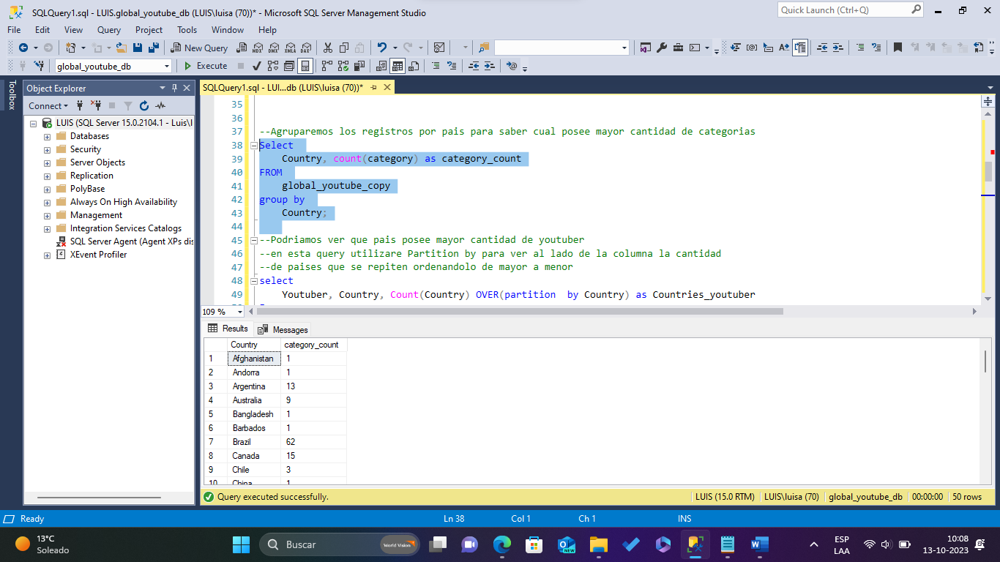 SQLQuery1.sql - LUIS.global_youtube_db (LUIS\luisa (70))* - Microsoft SQL Server Management Studio
Quick Launch (Ctrl+Q)
File Edit View Query Project Tools Window Help
New Query MDX DMX XMLA DAX
global_youtube_db Execute
Toolbox
Object Explorer
Connect
LUIS (SQL Server 15.0.2104.1 - Luis\l
Databases
Security
Server Objects
Replication
PolyBase
Always On High Availability
Management
Integration Services Catalogs
SQL Server Agent (Agent XPs dis
XEvent Profiler
SQLQuery1.sql - LUI...db (LUIS\luisa (70))*
35
36
37 --Agruparemos los registros por pais para saber cual posee mayor cantidad de categorias
38 Select
39 Country, count(category) as category_count
40 FROM
41 global_youtube_copy
42 group by
43 Country;
44
45 --Podriamos ver que pais posee mayor cantidad de youtuber
46 --en esta query utilizare Partition by para ver al lado de la columna la cantidad
47 --de paises que se repiten ordenandolo de mayor a menor
48 select
49 Youtuber, Country, Count(Country) OVER(partition  by Country) as Countries_youtuber
109 %
Results Messages
Country category_count
1 Afghanistan 1
2 Andorra 1
3 Argentina 13
4 Australia 9
5 Bangladesh 1
6 Barbados 1
7 Brazil 62
8 Canada 15
9 Chile 3
10 China 1
Query executed successfully. LUIS (15.0 RTM) LUIS\luisa (70) global_youtube_db 00:00:00 50 rows
Ready Ln 38 Col 1 Ch 1 INS
13°C
Soleado
Buscar
World Vision
NEW
ESP
LAA
10:08
13-10-2023